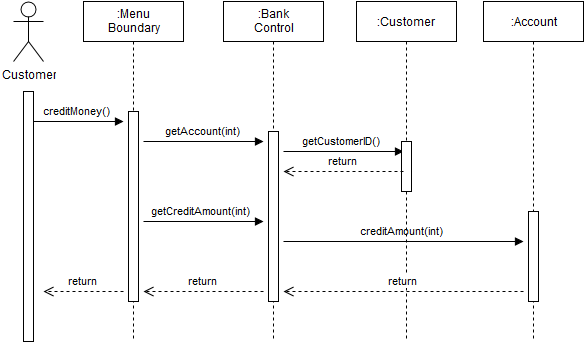 :Menu
Boundary
:Bank
Control
:Customer
:Account
Customer
creditMoney()
getAccount(int)
getCustomerID()
return
getCreditAmount(int)
creditAmount(int)
return
return
return